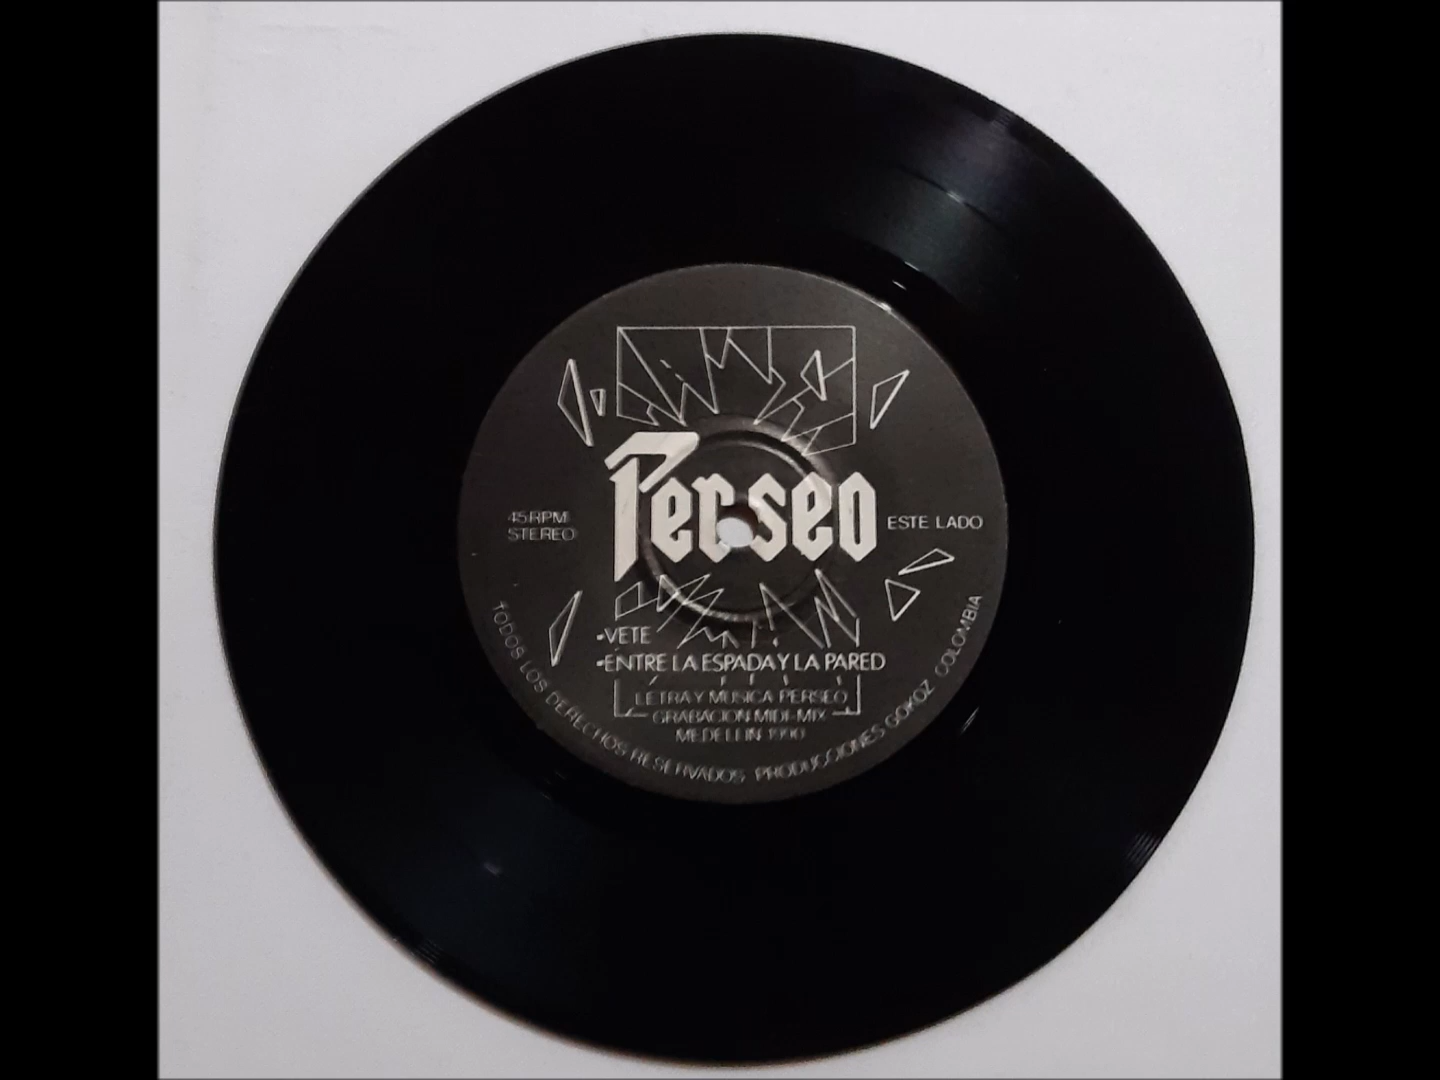 Perseo
45 RPM
STEREO
ESTE LADO
•VETE
•ENTRE LA ESPADA Y LA PARED
LETRA Y MUSICA PERSEO
GRABACION MIDI-MIX
MEDELLIN 1990
TODOS LOS DERECHOS RESERVADOS PRODUCCIONES GOKOZ COLOMBIA